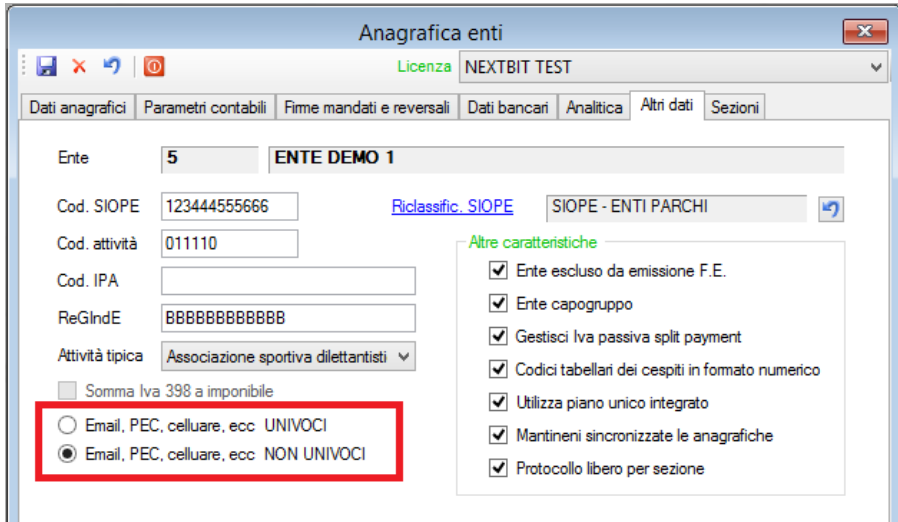 Anagrafica enti
Licenza NEXTBIT TEST
Dati anagrafici Parametri contabili Firme mandati e reversali Dati bancari Analitica Altri dati Sezioni
Ente 5 ENTE DEMO 1
Cod. SIOPE 123444555666 Riclassific. SIOPE SIOPE - ENTI PARCHI
Cod. attività 011110 Altre caratteristiche
Ente escluso da emissione F.E.
Cod. IPA
Ente capogruppo
ReGIndE BBBBBBBBBBBB
Gestisci Iva passiva split payment
Attività tipica Associazione sportiva dilettantisti
Codici tabellari dei cespiti in formato numerico
Somma Iva 398 a imponibile
Utilizza piano unico integrato
Email, PEC, celluare, ecc UNIVOCI
Mantineni sincronizzate le anagrafiche
Email, PEC, celluare, ecc NON UNIVOCI
Protocollo libero per sezione